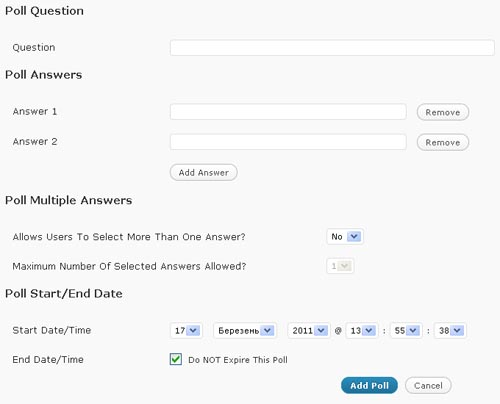 Poll Question
Question
Poll Answers
Answer 1 Remove
Answer 2 Remove
Add Answer
Poll Multiple Answers
Allows Users To Select More Than One Answer? No
Maximum Number Of Selected Answers Allowed? 1
Poll Start/End Date
Start Date/Time 17 Березень 2011 @ 13 : 55 : 38
End Date/Time Do NOT Expire This Poll
Add Poll Cancel